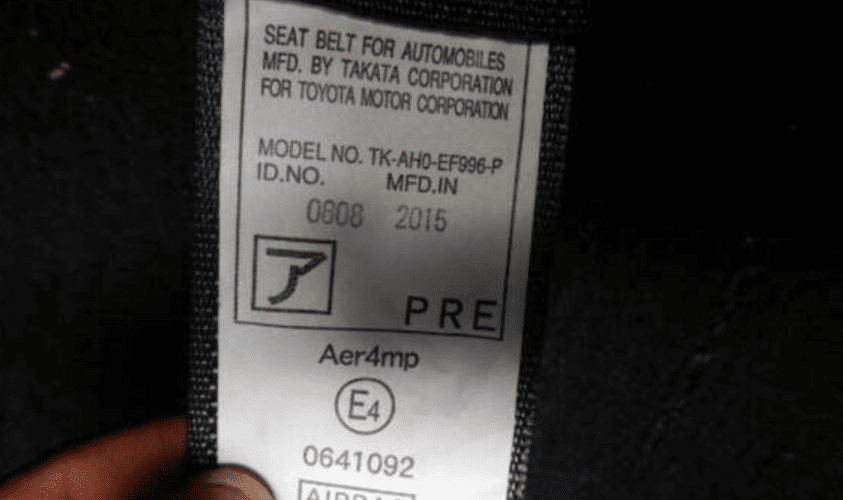 SEAT BELT FOR AUTOMOBILES
MFD. BY TAKATA CORPORATION
FOR TOYOTA MOTOR CORPORATION
MODEL NO. TK-AH0-EF996-P
ID.NO. MFD.IN
0808 2015
ア
PRE
Aer4mp
E4
0641092